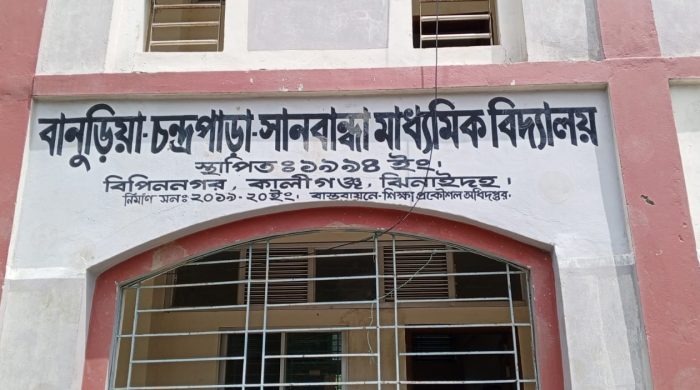 বানুড়িয়া-চন্দ্রপাড়া-সানবান্ধা মাধ্যমিক বিদ্যালয়
স্থাপিতঃ ১৯৯৪ ইং।
বিপিননগর, কালীগঞ্জ, ঝিনাইদহ।
নির্মাণ সনঃ ২০১৯-২০ইং। বাস্তবায়নে-শিক্ষা প্রকৌশল অধিদপ্তর.